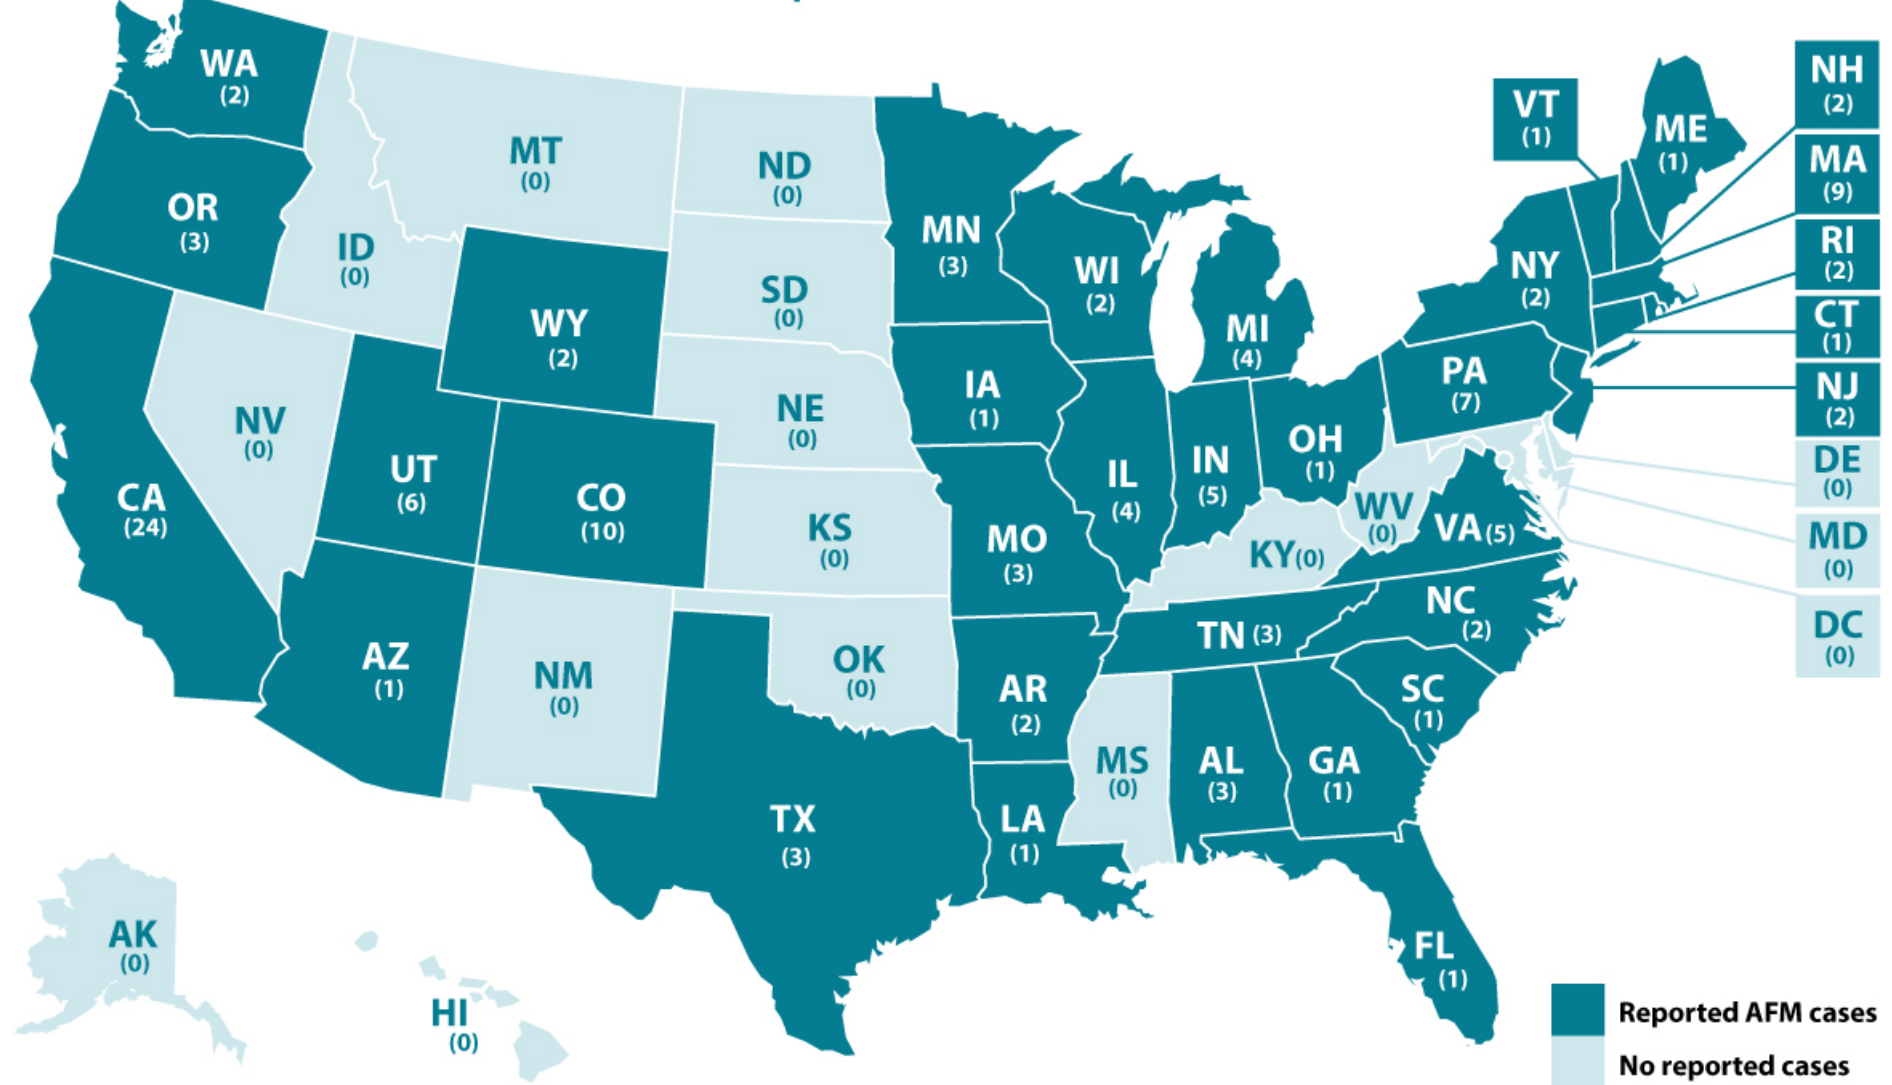 WA
(2)
OR
(3)
CA
(24)
NV
(0)
ID
(0)
MT
(0)
WY
(2)
UT
(6)
CO
(10)
AZ
(1)
NM
(0)
ND
(0)
SD
(0)
NE
(0)
KS
(0)
OK
(0)
TX
(3)
MN
(3)
IA
(1)
MO
(3)
AR
(2)
LA
(1)
WI
(2)
IL
(4)
MI
(4)
IN
(5)
OH
(1)
KY(0)
TN (3)
MS
(0)
AL
(3)
GA
(1)
FL
(1)
SC
(1)
NC
(2)
VA(5)
WV
(0)
PA
(7)
NY
(2)
VT
(1)
ME
(1)
NH
(2)
MA
(9)
RI
(2)
CT
(1)
NJ
(2)
DE
(0)
MD
(0)
DC
(0)
AK
(0)
HI
(0)
Reported AFM cases
No reported cases